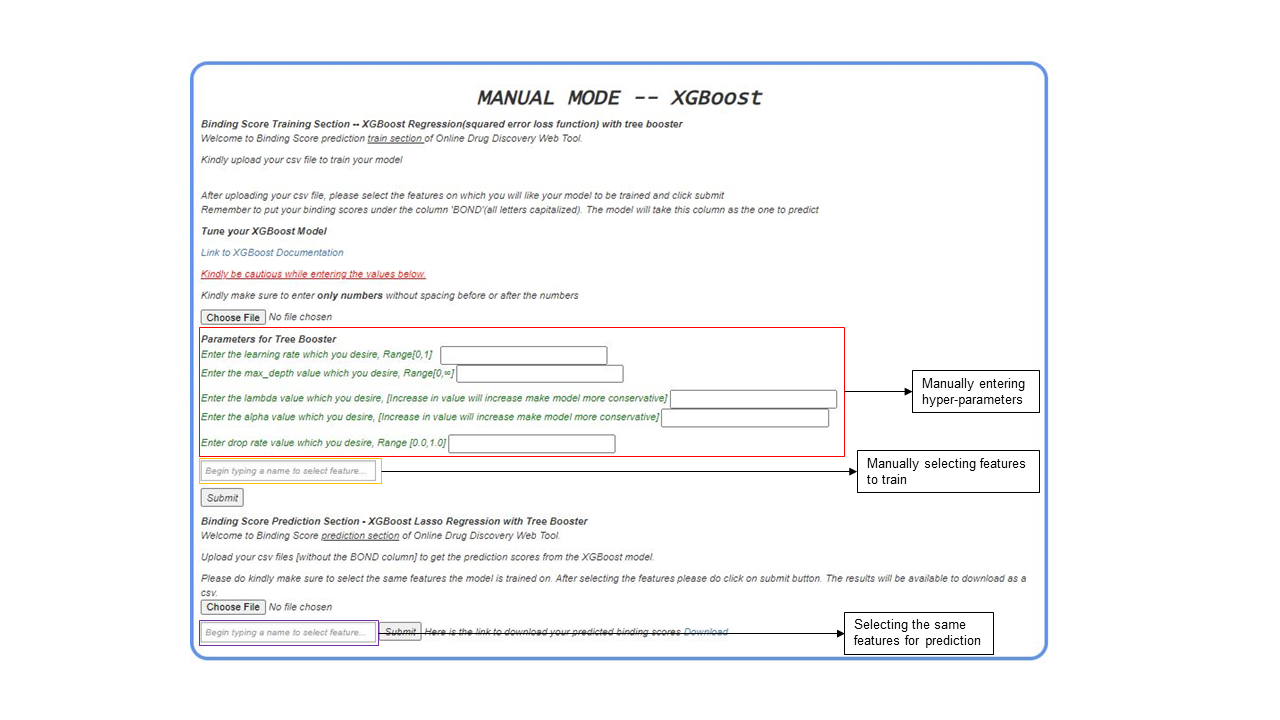 MANUAL MODE -- XGBoost
Binding Score Training Section -- XGBoost Regression(squared error loss function) with tree booster
Welcome to Binding Score prediction train section of Online Drug Discovery Web Tool.
Kindly upload your csv file to train your model
After uploading your csv file, please select the features on which you will like your model to be trained and click submit
Remember to put your binding scores under the column 'BOND'(all letters capitalized). The model will take this column as the one to predict
Tune your XGBoost Model
Link to XGBoost Documentation
Kindly be cautious while entering the values below.
Kindly make sure to enter only numbers without spacing before or after the numbers
Choose File No file chosen
Parameters for Tree Booster
Enter the learning rate which you desire, Range[0,1]
Enter the max_depth value which you desire, Range[0,∞]
Enter the lambda value which you desire, [Increase in value will increase make model more conservative]
Enter the alpha value which you desire, [Increase in value will increase make model more conservative]
Enter drop rate value which you desire, Range [0.0,1.0]
Manually entering
hyper-parameters
Begin typing a name to select feature...
Manually selecting features
to train
Submit
Binding Score Prediction Section - XGBoost Lasso Regression with Tree Booster
Welcome to Binding Score prediction section of Online Drug Discovery Web Tool.
Upload your csv files [without the BOND column] to get the prediction scores from the XGBoost model.
Please do kindly make sure to select the same features the model is trained on. After selecting the features please do click on submit button. The results will be available to download as a
csv.
Choose File No file chosen
Begin typing a name to select feature... Submit Here is the link to download your predicted binding scores Download
Selecting the same
features for prediction